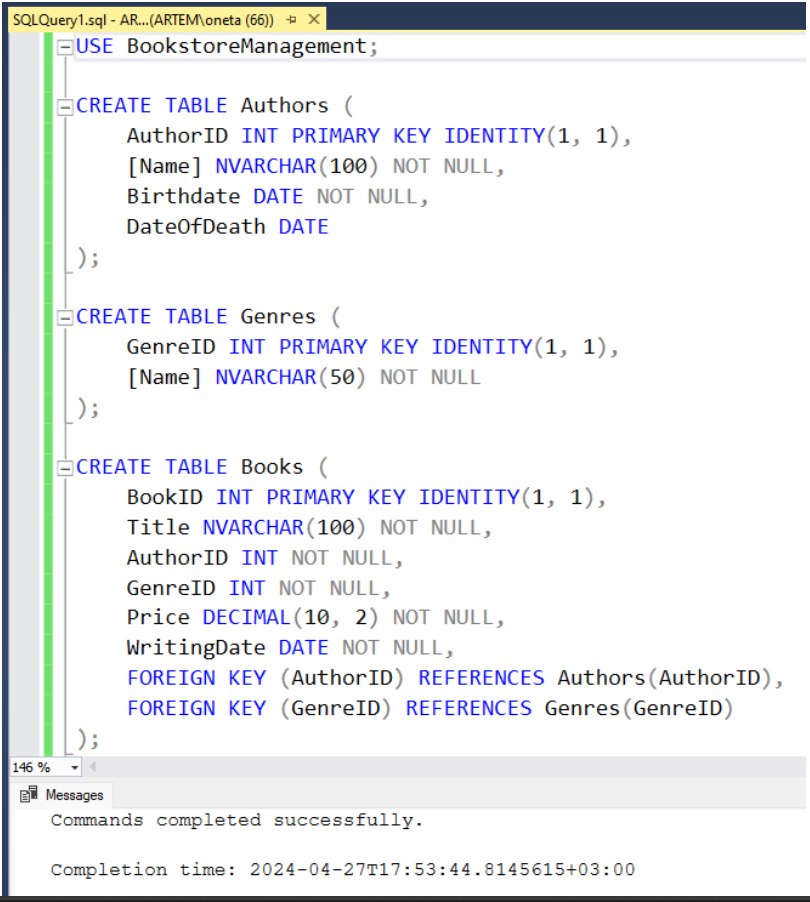 SQLQuery1.sql - AR...(ARTEM\oneta (66))
USE BookstoreManagement;
CREATE TABLE Authors (
AuthorID INT PRIMARY KEY IDENTITY(1, 1),
[Name] NVARCHAR(100) NOT NULL,
Birthdate DATE NOT NULL,
DateOfDeath DATE
);
CREATE TABLE Genres (
GenreID INT PRIMARY KEY IDENTITY(1, 1),
[Name] NVARCHAR(50) NOT NULL
);
CREATE TABLE Books (
BookID INT PRIMARY KEY IDENTITY(1, 1),
Title NVARCHAR(100) NOT NULL,
AuthorID INT NOT NULL,
GenreID INT NOT NULL,
Price DECIMAL(10, 2) NOT NULL,
WritingDate DATE NOT NULL,
FOREIGN KEY (AuthorID) REFERENCES Authors(AuthorID),
FOREIGN KEY (GenreID) REFERENCES Genres(GenreID)
);
146 %
Messages
Commands completed successfully.
Completion time: 2024-04-27T17:53:44.8145615+03:00